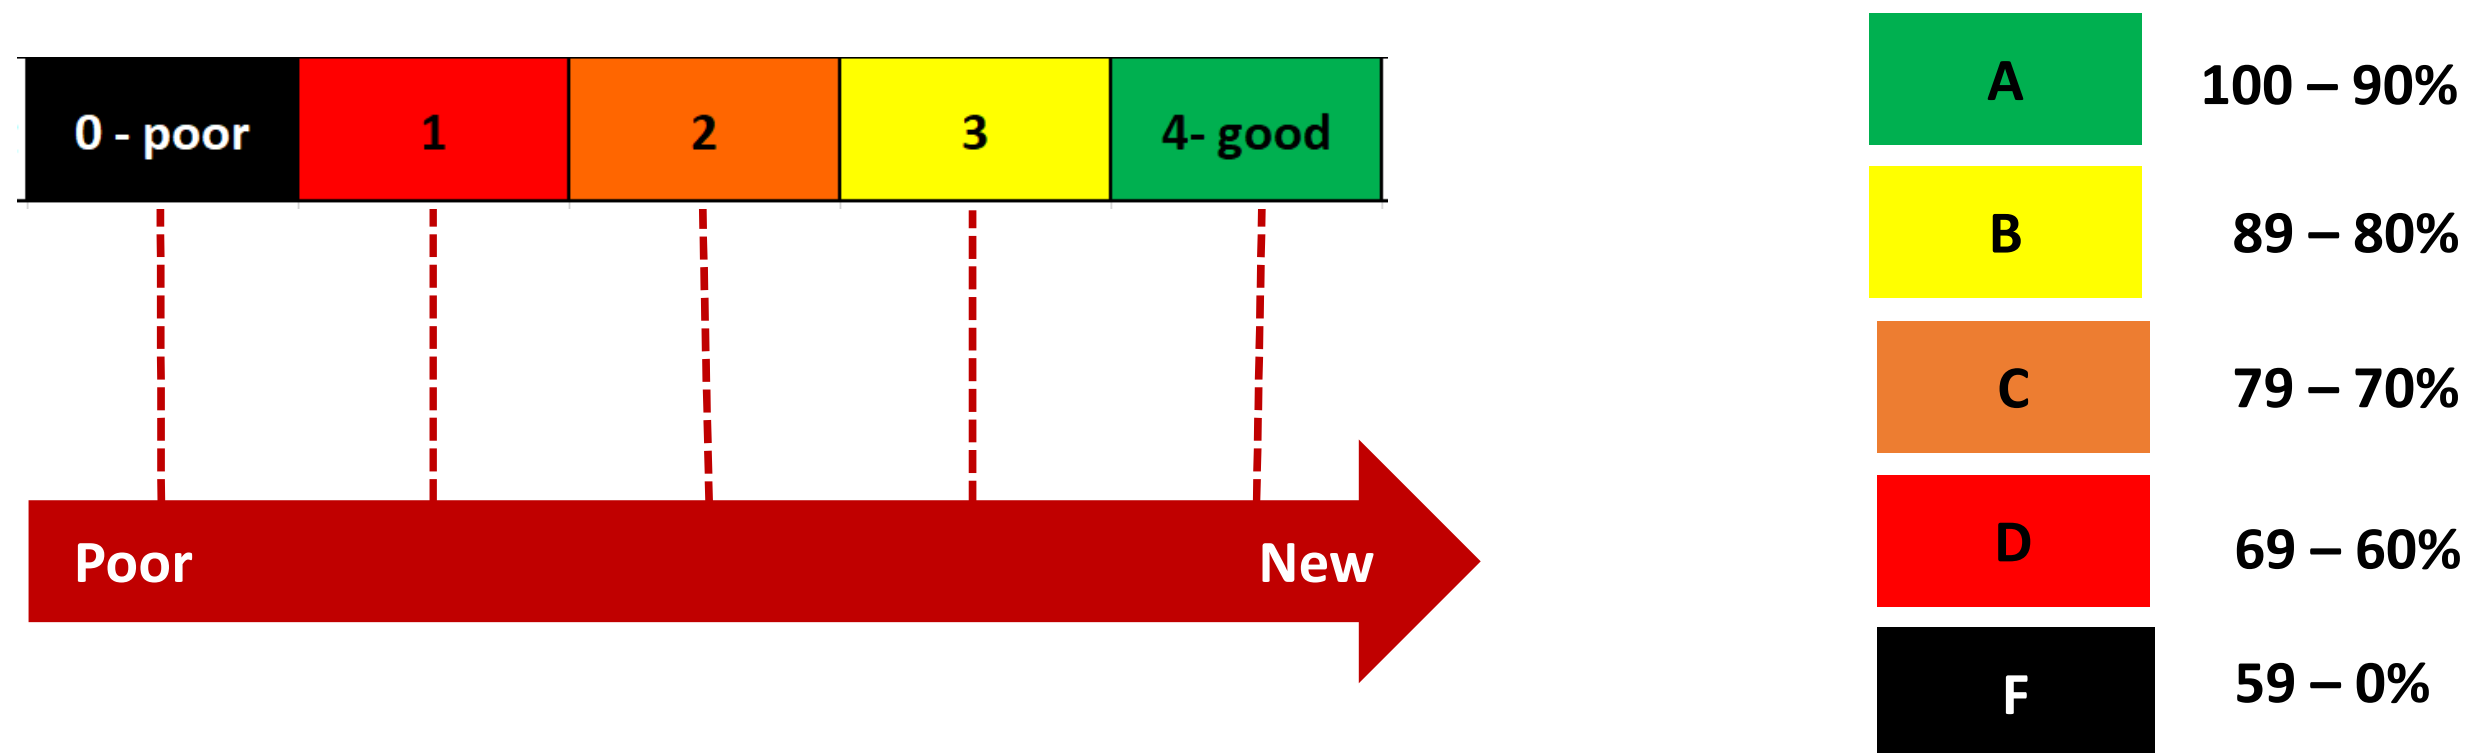 0 - poor 1 2 3 4- good
Poor New
A 100 – 90%
B 89 – 80%
C 79 – 70%
D 69 – 60%
F 59 – 0%